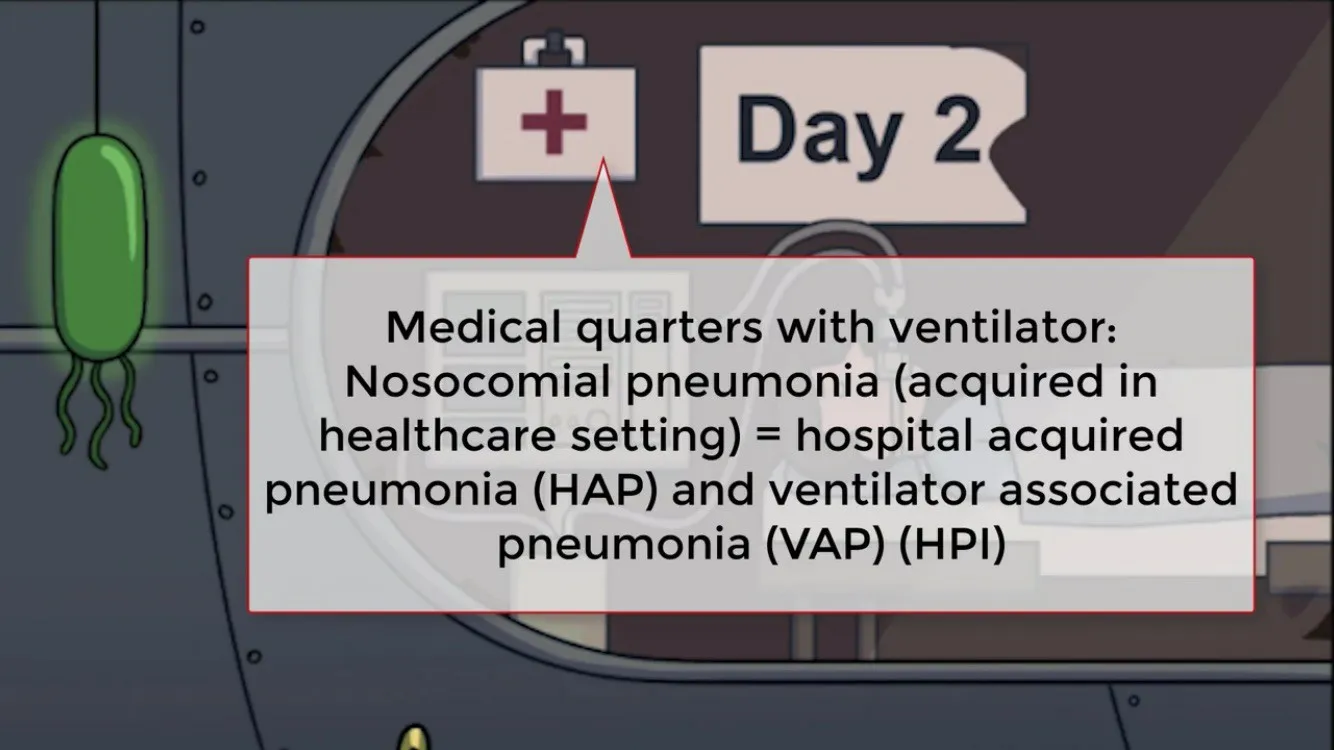 Day 2
Medical quarters with ventilator:
Nosocomial pneumonia (acquired in
healthcare setting) = hospital acquired
pneumonia (HAP) and ventilator associated
pneumonia (VAP) (HPI)